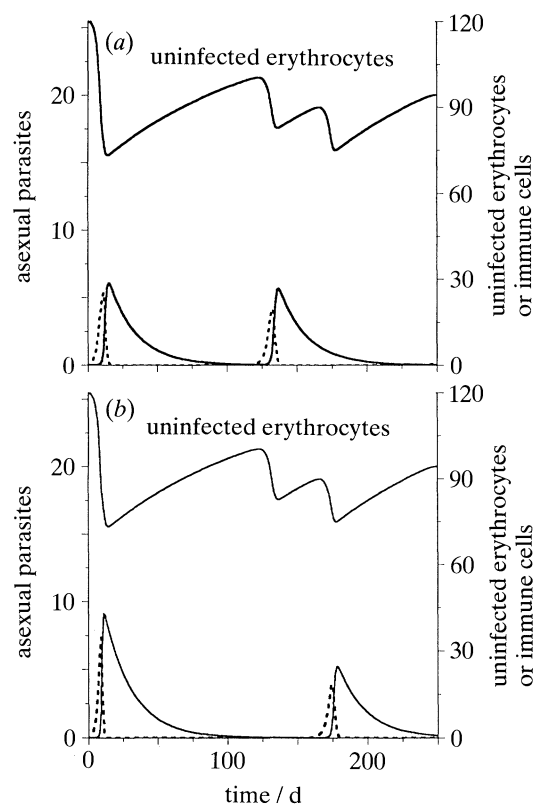 (a)
uninfected erythrocytes
20
10
0
asexual parasites
120
90
60
30
0
uninfected erythrocytes
or immune cells
(b)
uninfected erythrocytes
20
10
0
asexual parasites
120
90
60
30
0
uninfected erythrocytes
or immune cells
0
100
200
time / d